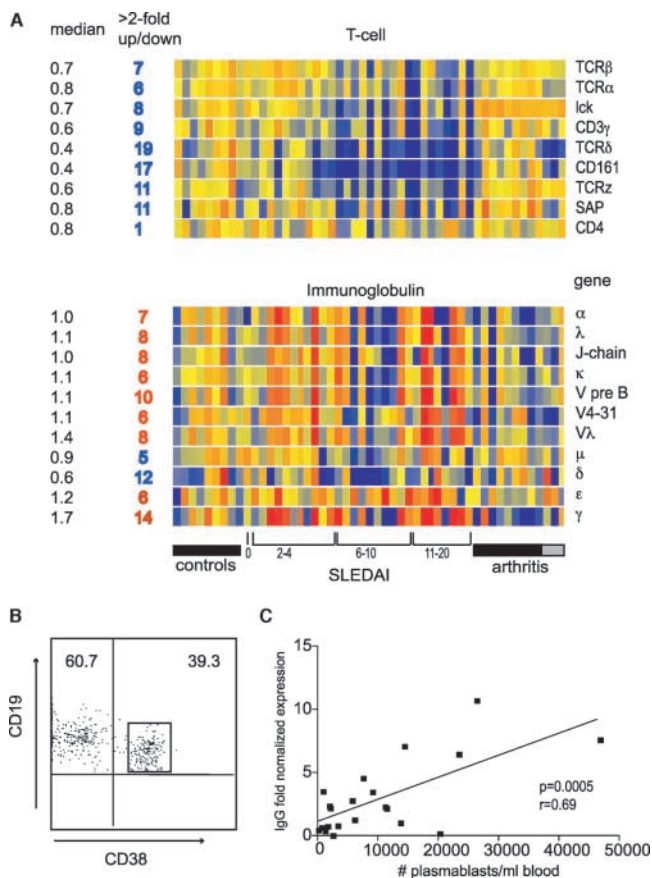 A
median
>2-fold
up/down
T-cell
0.7 7 TCRβ
0.8 6 TCRα
0.7 8 lck
0.6 9 CD3γ
0.4 19 TCRδ
0.4 17 CD161
0.6 11 TCRz
0.8 11 SAP
0.8 1 CD4
Immunoglobulin
gene
1.0 7 α
1.1 8 λ
1.0 8 J-chain
1.1 6 κ
1.1 10 V pre B
1.1 6 V4-31
1.4 8 Vλ
0.9 5 μ
0.6 12 δ
1.2 6 ε
1.7 14 γ
controls 0 2-4 6-10 11-20 arthritis
SLEDAI
B
60.7 39.3
CD19
CD38
C
IgG fold nomalized expression
15
10
5
0
p=0.0005
r=0.69
0 10000 20000 30000 40000 50000
# plasmablasts/ml blood